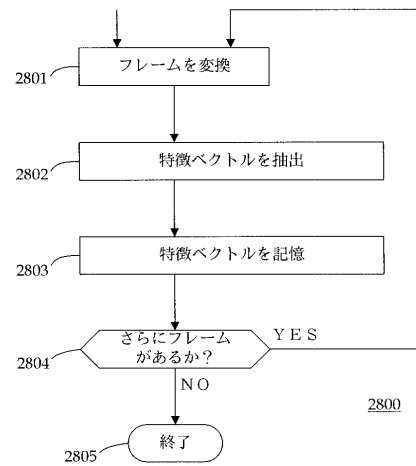 フレームを変換
2801
特徴ベクトルを抽出
2802
特徴ベクトルを記憶
2803
さらにフレーム
があるか？
YES
2804
NO
2800
終了
2805